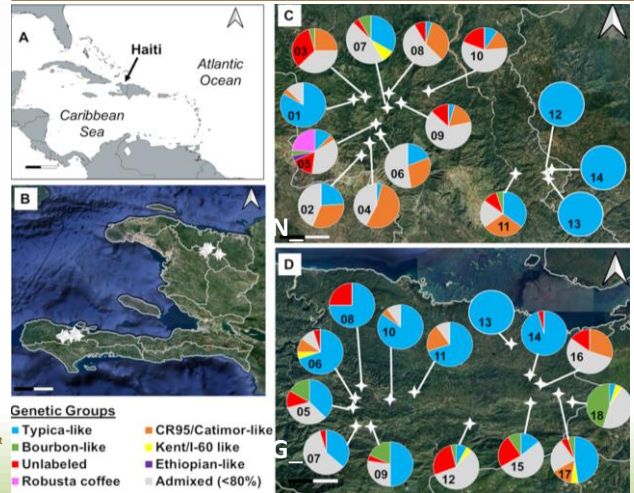 A
Haiti
Atlantic
Ocean
Caribbean
Sea
B
Genetic Groups
Typica-like
Bourbon-like
Unlabeled
Robusta coffee
CR95/Catimor-like
Kent/I-60 like
Ethiopian-like
Admixed (<80%)
C
03
07
08
10
01
12
05
09
14
02
04
06
11
13
N_
D
08
10
13
14
06
11
16
05
18
07
09
12
15
17
G_